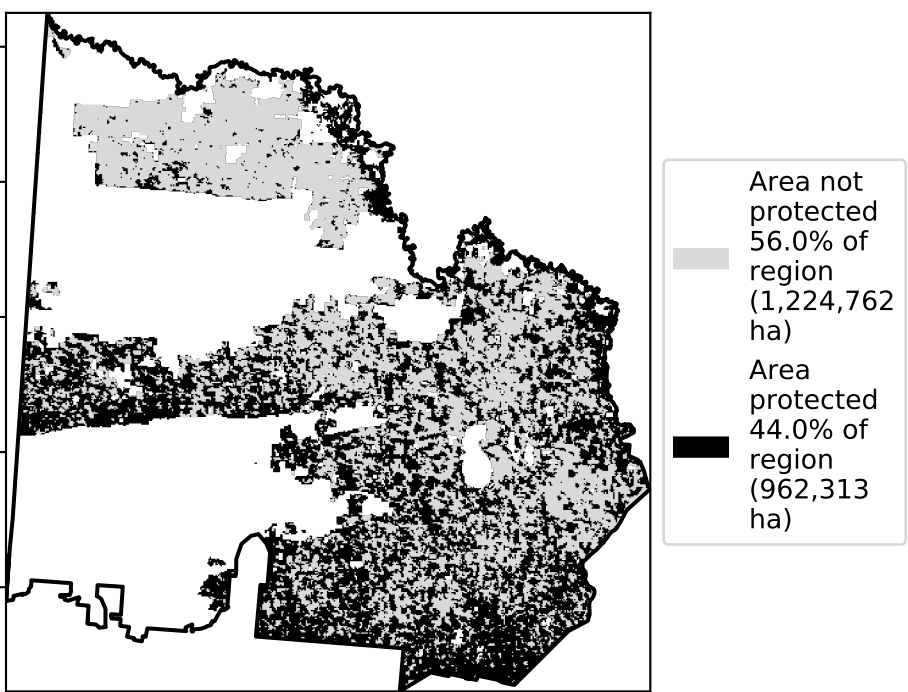 Area not
protected
56.0% of
region
(1,224,762
ha)
Area
protected
44.0% of
region
(962,313
ha)